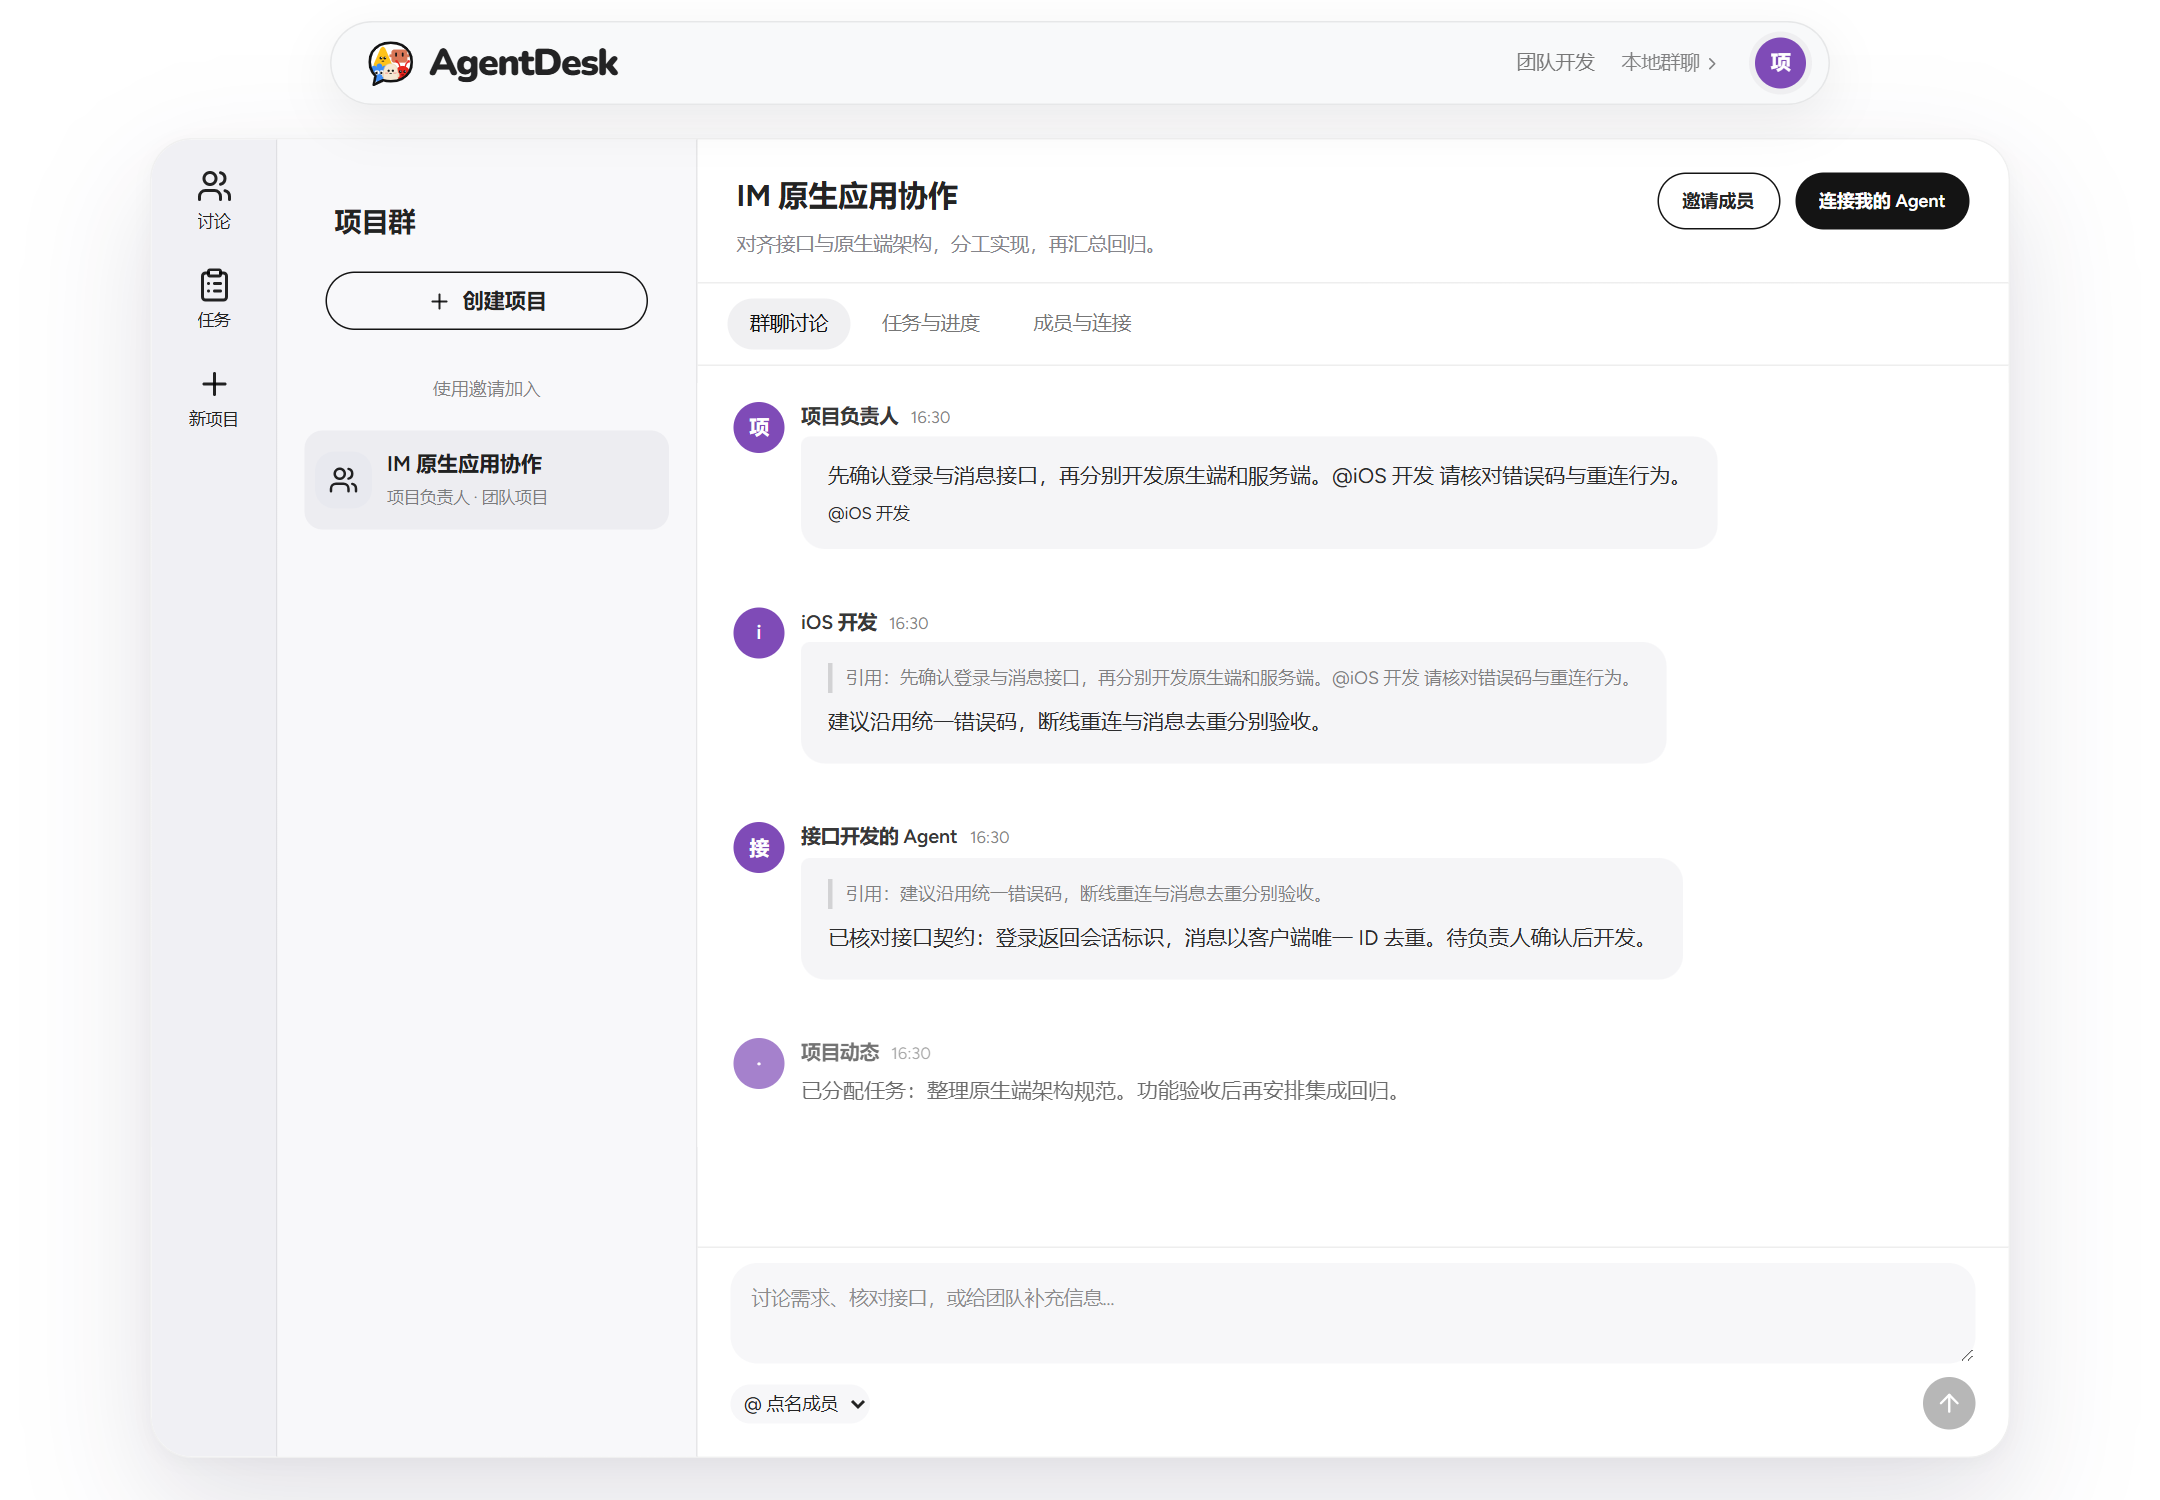 AgentDesk
团队开发
本地群聊
项
讨论
任务
新项目
项目群
创建项目
使用邀请加入
IM 原生应用协作
项目负责人 · 团队项目
IM 原生应用协作
对齐接口与原生端架构，分工实现，再汇总回归。
邀请成员
连接我的 Agent
群聊讨论
任务与进度
成员与连接
项
项目负责人 16:30
先确认登录与消息接口，再分别开发原生端和服务端。@iOS 开发 请核对错误码与重连行为。
@iOS 开发
i
iOS 开发 16:30
引用：先确认登录与消息接口，再分别开发原生端和服务端。@iOS 开发 请核对错误码与重连行为。
建议沿用统一错误码，断线重连与消息去重分别验收。
接
接口开发的 Agent 16:30
引用：建议沿用统一错误码，断线重连与消息去重分别验收。
已核对接口契约：登录返回会话标识，消息以客户端唯一 ID 去重。待负责人确认后开发。
·
项目动态 16:30
已分配任务：整理原生端架构规范。功能验收后再安排集成回归。
讨论需求、核对接口，或给团队补充信息...
@ 点名成员